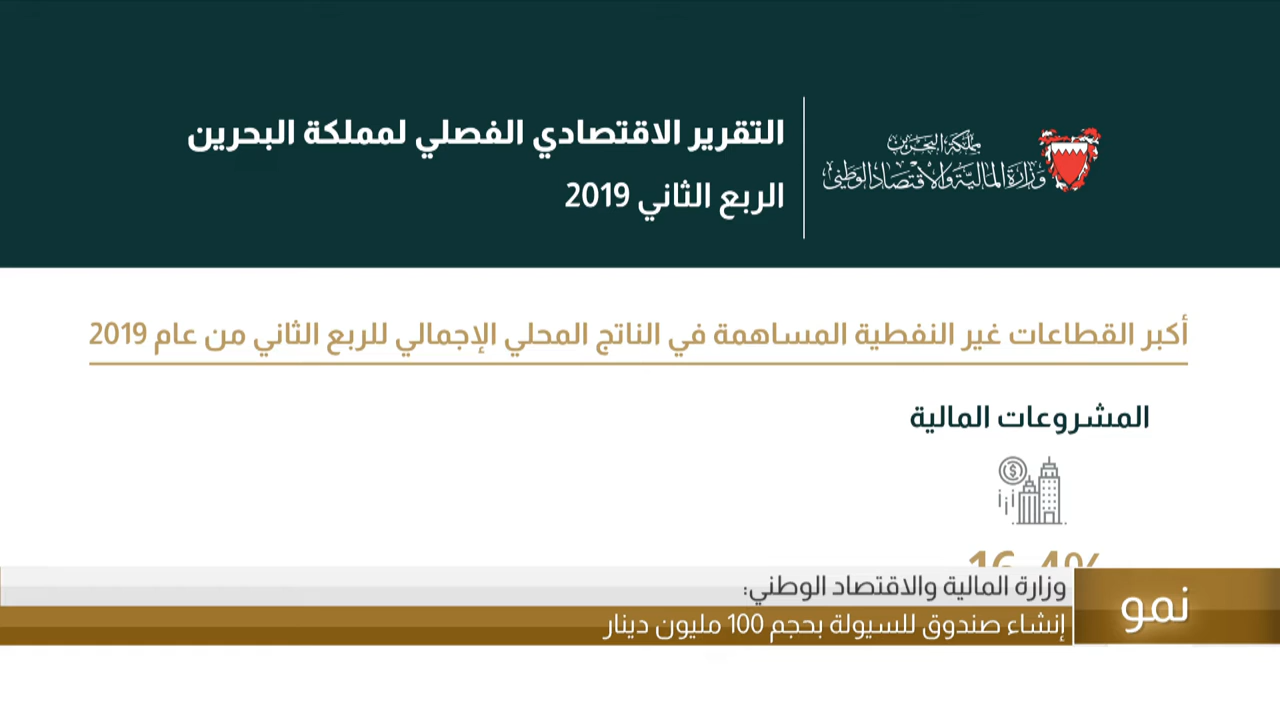 مملكة البحرين
وزارة المالية والاقتصاد الوطني
التقرير الاقتصادي الفصلي لمملكة البحرين
الربع الثاني 2019
أكبر القطاعات غير النفطية المساهمة في الناتج المحلي الإجمالي للربع الثاني من عام 2019
المشروعات المالية
16.4%
نمو
وزارة المالية والاقتصاد الوطني:
إنشاء صندوق للسيولة بحجم 100 مليون دينار